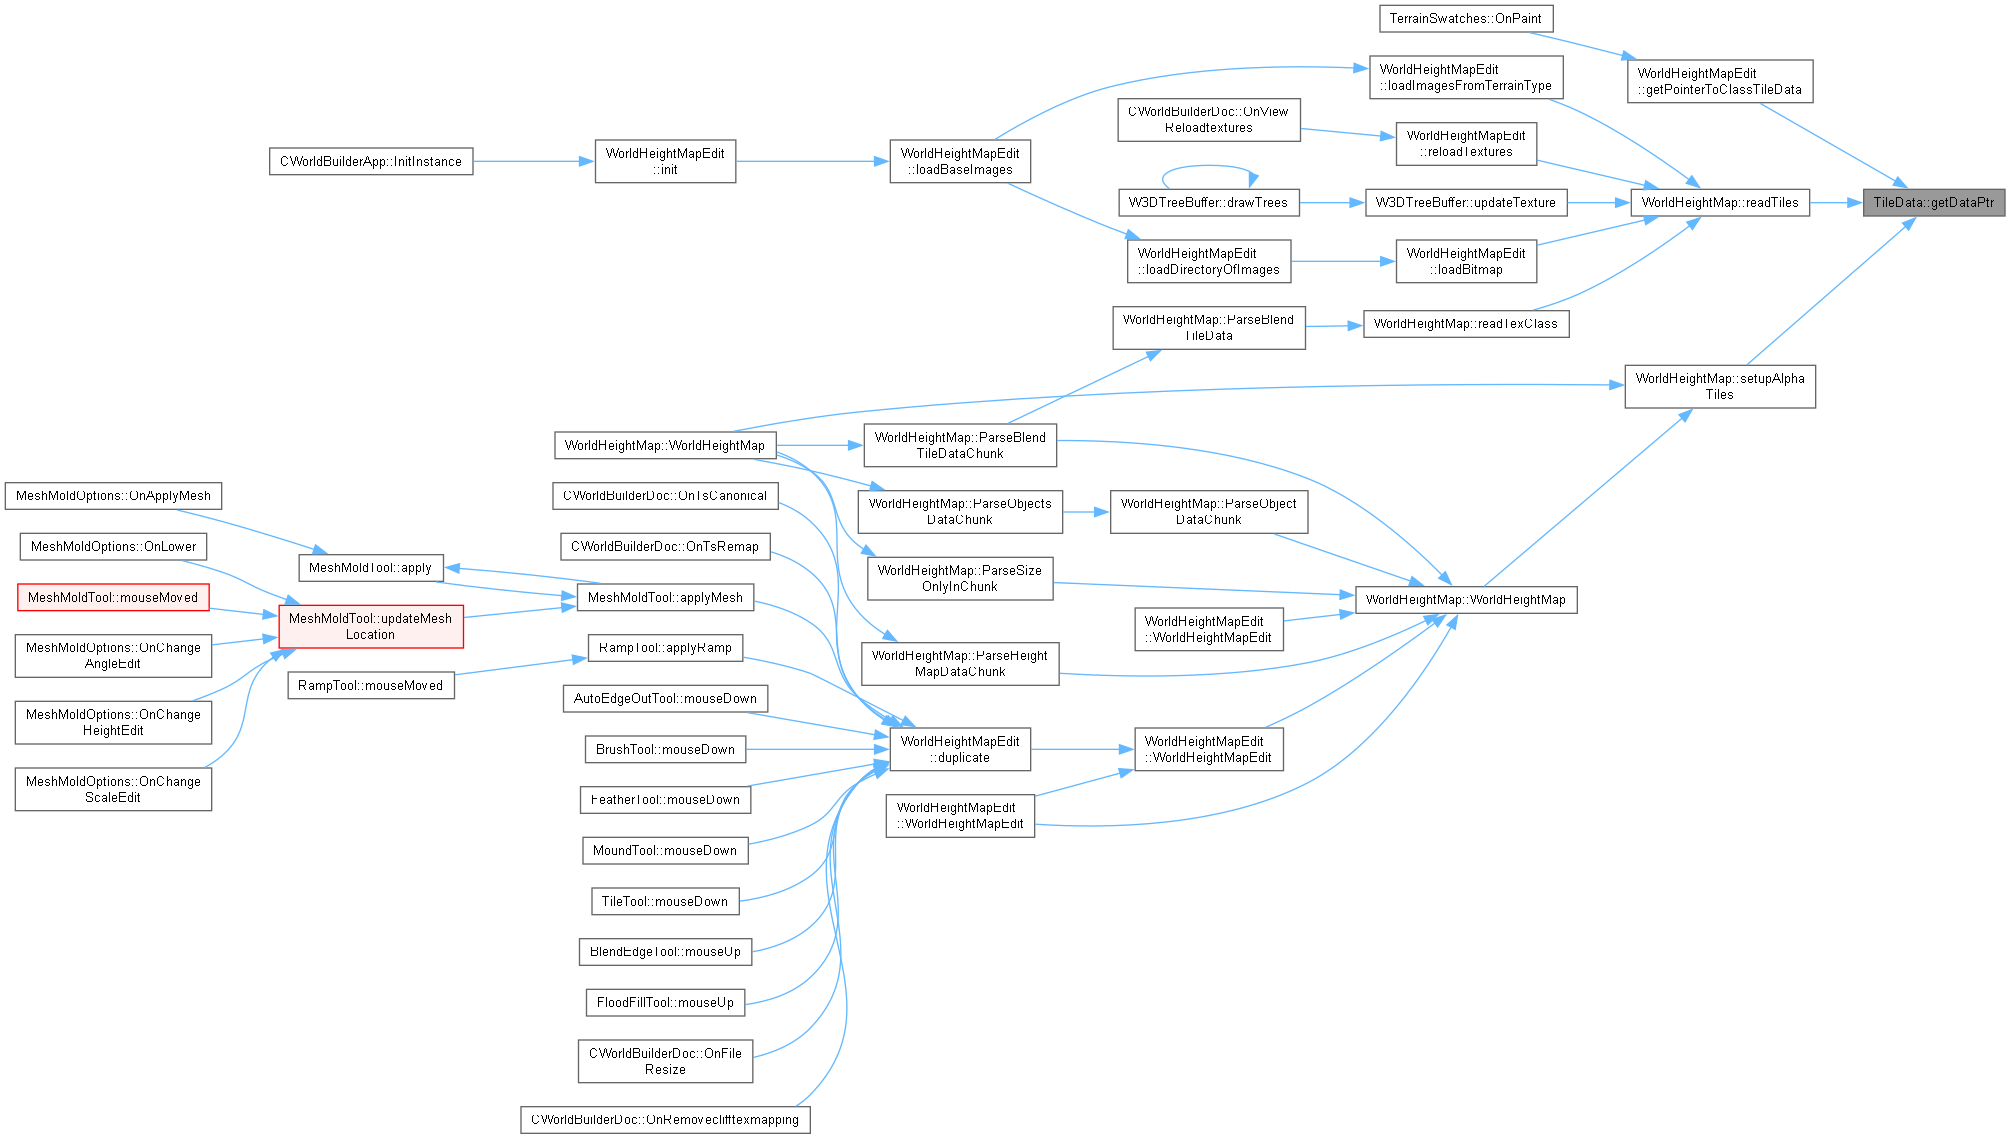 TerrainSwatches::OnPaint
WorldHeightMapEdit
::getPointerToClassTileData
WorldHeightMapEdit
::loadImagesFromTerrainType
CWorldBuilderDoc::OnView
Reloadtextures
WorldHeightMapEdit
::reloadTextures
CWorldBuilderApp::InitInstance
WorldHeightMapEdit
::init
WorldHeightMapEdit
::loadBaseImages
W3DTreeBuffer::drawTrees
W3DTreeBuffer::updateTexture
WorldHeightMap::readTiles
TileData::getDataPtr
WorldHeightMapEdit
::loadDirectoryOfImages
WorldHeightMapEdit
::loadBitmap
WorldHeightMap::ParseBlend
TileData
WorldHeightMap::readTexClass
WorldHeightMap::setupAlpha
Tiles
WorldHeightMap::WorldHeightMap
WorldHeightMap::ParseBlend
TileDataChunk
MeshMoldOptions::OnApplyMesh
CWorldBuilderDoc::OnTsCanonical
WorldHeightMap::ParseObjects
DataChunk
WorldHeightMap::ParseObject
DataChunk
MeshMoldOptions::OnLower
CWorldBuilderDoc::OnTsRemap
MeshMoldTool::apply
WorldHeightMap::ParseSize
OnlyInChunk
MeshMoldTool::mouseMoved
MeshMoldTool::applyMesh
WorldHeightMap::WorldHeightMap
MeshMoldTool::updateMesh
Location
WorldHeightMapEdit
::WorldHeightMapEdit
MeshMoldOptions::OnChange
AngleEdit
RampTool::applyRamp
WorldHeightMap::ParseHeight
MapDataChunk
RampTool::mouseMoved
AutoEdgeOutTool::mouseDown
MeshMoldOptions::OnChange
HeightEdit
BrushTool::mouseDown
WorldHeightMapEdit
::duplicate
WorldHeightMapEdit
::WorldHeightMapEdit
MeshMoldOptions::OnChange
ScaleEdit
FeatherTool::mouseDown
WorldHeightMapEdit
::WorldHeightMapEdit
MoundTool::mouseDown
TileTool::mouseDown
BlendEdgeTool::mouseUp
FloodFillTool::mouseUp
CWorldBuilderDoc::OnFile
Resize
CWorldBuilderDoc::OnRemoveclifftexmapping